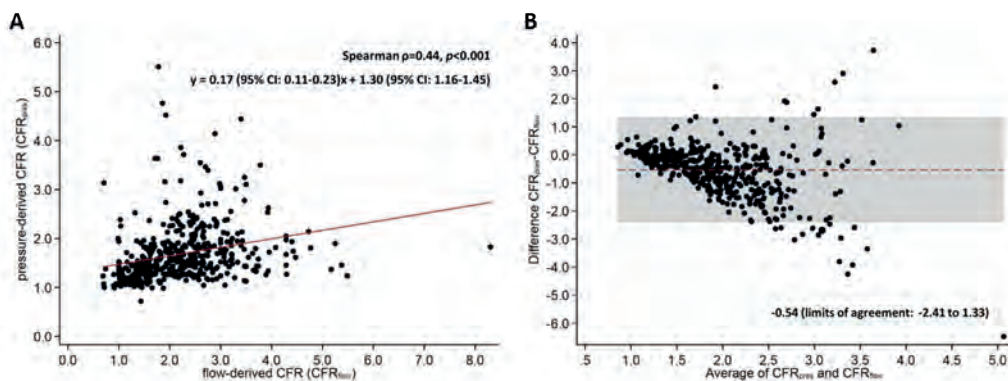 A
6.0
5.0
4.0
3.0
2.0
1.0
0.0
pressure-derived CFR (CFRpres)
Spearman ρ=0.44, p<0.001
y = 0.17 (95% CI: 0.11-0.23)x + 1.30 (95% CI: 1.16-1.45)
0.0 1.0 2.0 3.0 4.0 5.0 6.0 7.0 8.0
flow-derived CFR (CFRflow)
B
4.0
3.0
2.0
1.0
0.0
-1.0
-2.0
-3.0
-4.0
-5.0
-6.0
Difference CFRpres-CFRflow
-0.54 (limits of agreement: -2.41 to 1.33)
.5 1.0 1.5 2.0 2.5 3.0 3.5 4.0 4.5 5.0
Average of CFRpres and CFRflow